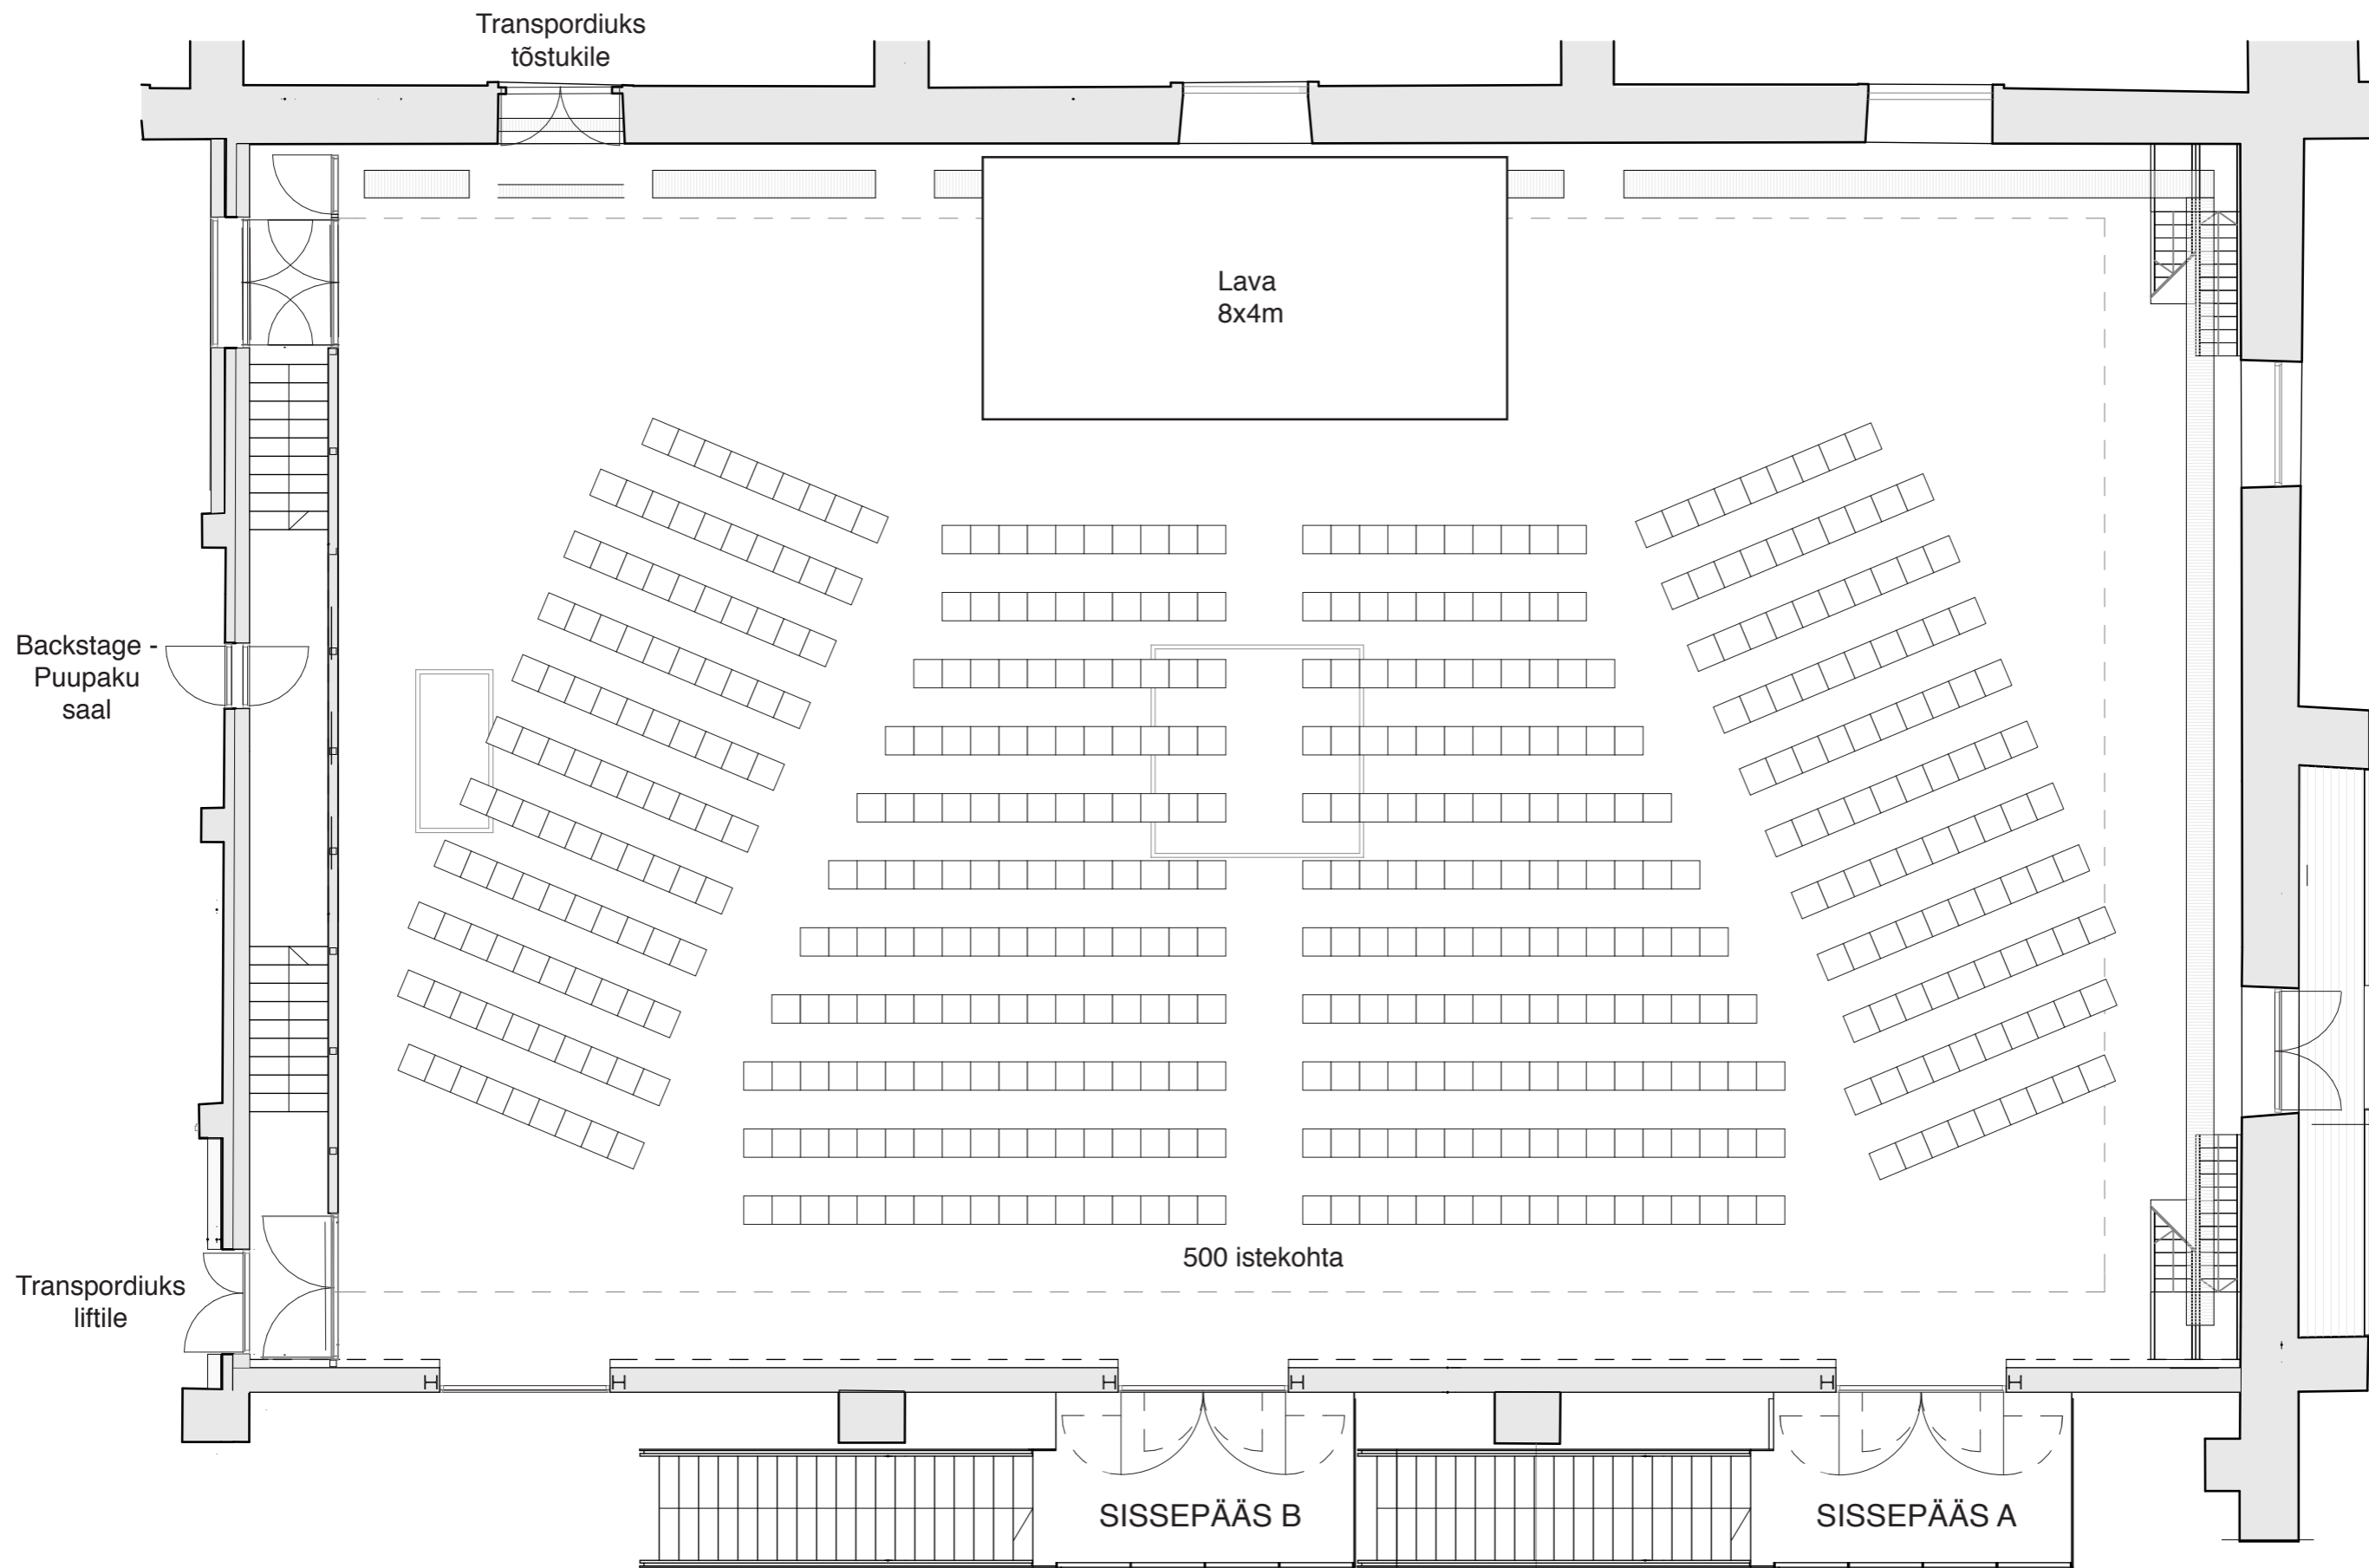 Transpordiuks
tõstukile
Lava
8x4m
Backstage -
Puupaku
saal
500 istekohta
Transpordiuks
liftile
SISSEPÄÄS B
SISSEPÄÄS A